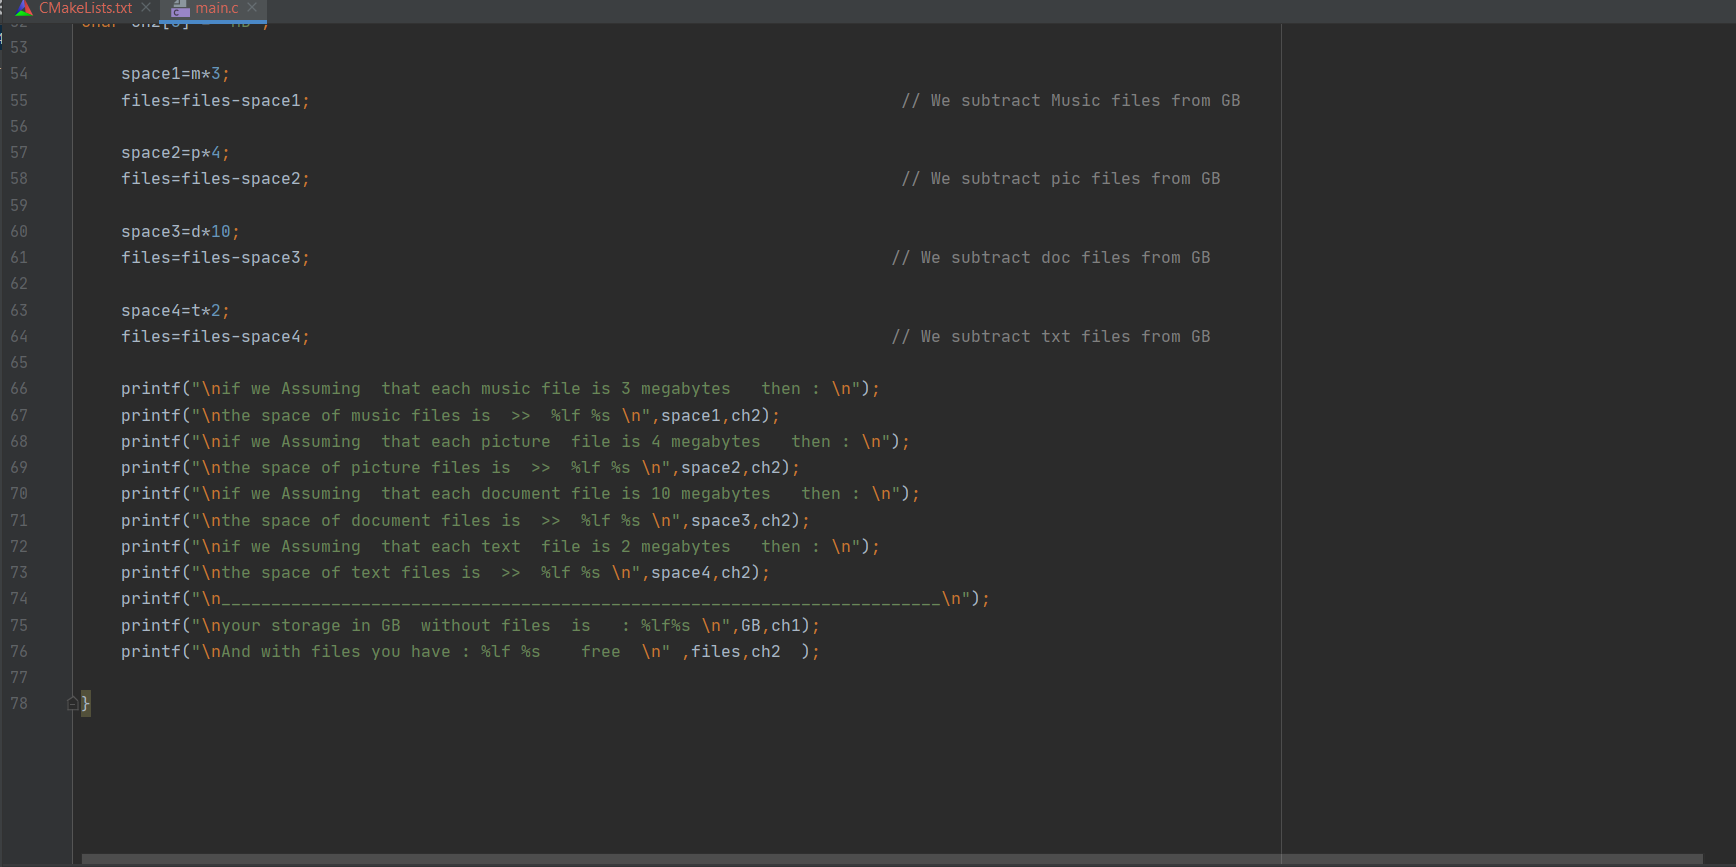 CMakeLists.txt main.c
53
54 space1=m*3;
55 files=files-space1; // We subtract Music files from GB
56
57 space2=p*4;
58 files=files-space2; // We subtract pic files from GB
59
60 space3=d*10;
61 files=files-space3; // We subtract doc files from GB
62
63 space4=t*2;
64 files=files-space4; // We subtract txt files from GB
65
66 printf("\nif we Assuming  that each music file is 3 megabytes   then : \n");
67 printf("\nthe space of music files is  >>  %lf %s \n",space1,ch2);
68 printf("\nif we Assuming  that each picture  file is 4 megabytes   then : \n");
69 printf("\nthe space of picture files is  >>  %lf %s \n",space2,ch2);
70 printf("\nif we Assuming  that each document file is 10 megabytes   then : \n");
71 printf("\nthe space of document files is  >>  %lf %s \n",space3,ch2);
72 printf("\nif we Assuming  that each text  file is 2 megabytes   then : \n");
73 printf("\nthe space of text files is  >>  %lf %s \n",space4,ch2);
74 printf("\n________________________________________________________________________\n");
75 printf("\nyour storage in GB  without files  is   : %lf%s \n",GB,ch1);
76 printf("\nAnd with files you have : %lf %s    free  \n" ,files,ch2  );
77
78 }